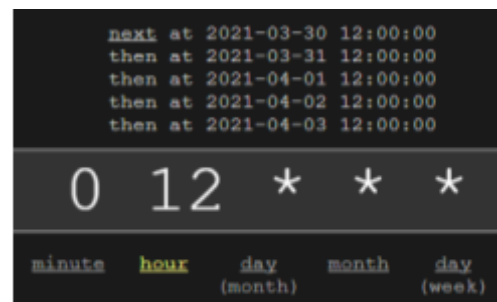 next at 2021-03-30 12:00:00
then at 2021-03-31 12:00:00
then at 2021-04-01 12:00:00
then at 2021-04-02 12:00:00
then at 2021-04-03 12:00:00
0 12 * * *
minute hour day (month) month day (week)